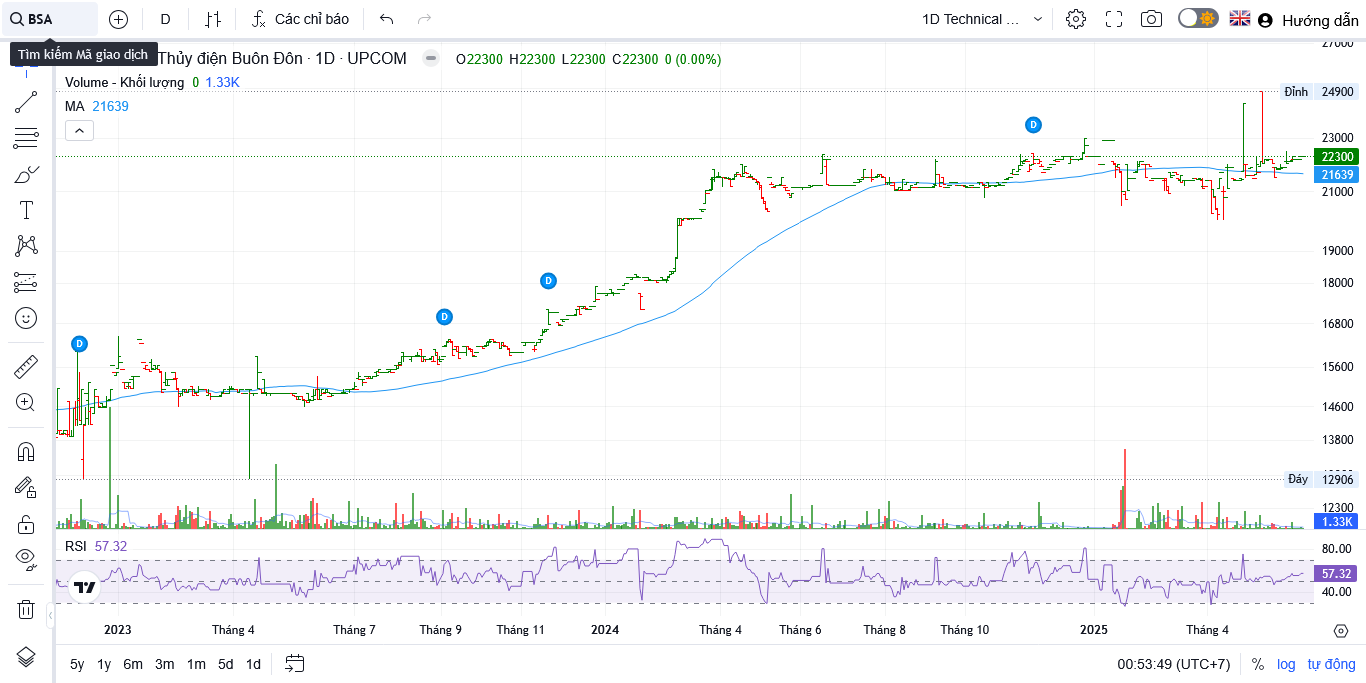 BSA D Các chỉ báo 1D Technical ... Hướng dẫn
Tìm kiếm Mã giao dịch
Thủy điện Buôn Đôn · 1D · UPCOM O22300 H22300 L22300 C22300 0 (0.00%)
Volume - Khối lượng 0 1.33K
MA 21639
27000
Đỉnh 24900
23000
22300
21639
21000
19000
18000
16800
15600
14600
13800
Đáy 12906
12300
1.33K
D
D
D
D
RSI 57.32
80.00
57.32
40.00
2023 Tháng 4 Tháng 7 Tháng 9 Tháng 11 2024 Tháng 4 Tháng 6 Tháng 8 Tháng 10 2025 Tháng 4
5y 1y 6m 3m 1m 5d 1d 00:53:49 (UTC+7) % log tự động